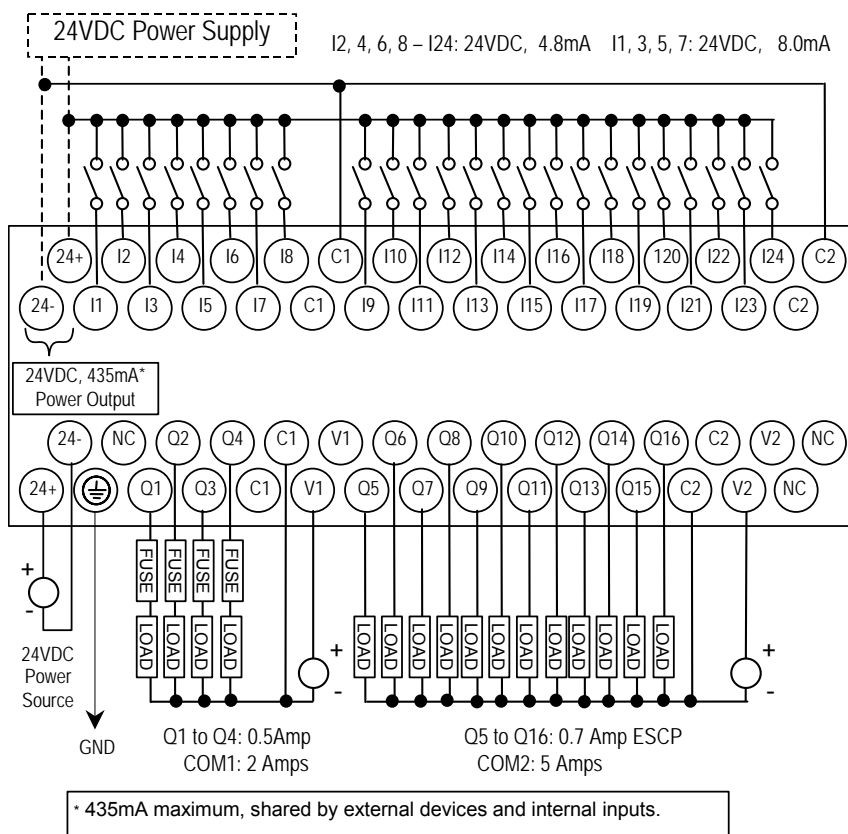 24VDC Power Supply
I2, 4, 6, 8 – I24: 24VDC, 4.8mA I1, 3, 5, 7: 24VDC, 8.0mA
24+ I2 I4 I6 I8 C1 I10 I12 I14 I16 I18 120 I22 I24 C2
24- I1 I3 I5 I7 C1 I9 I11 I13 I15 I17 I19 I21 I23 C2
24VDC, 435mA*
Power Output
24- NC Q2 Q4 C1 V1 Q6 Q8 Q10 Q12 Q14 Q16 C2 V2 NC
24+ Q1 Q3 C1 V1 Q5 Q7 Q9 Q11 Q13 Q15 C2 V2 NC
FUSE FUSE FUSE FUSE
+
-
LOAD LOAD LOAD LOAD
+
-
LOAD LOAD LOAD LOAD LOAD LOAD LOAD LOAD LOAD LOAD LOAD LOAD
+
-
24VDC
Power
Source
GND
Q1 to Q4: 0.5Amp
COM1: 2 Amps
Q5 to Q16: 0.7 Amp ESCP
COM2: 5 Amps
* 435mA maximum, shared by external devices and internal inputs.